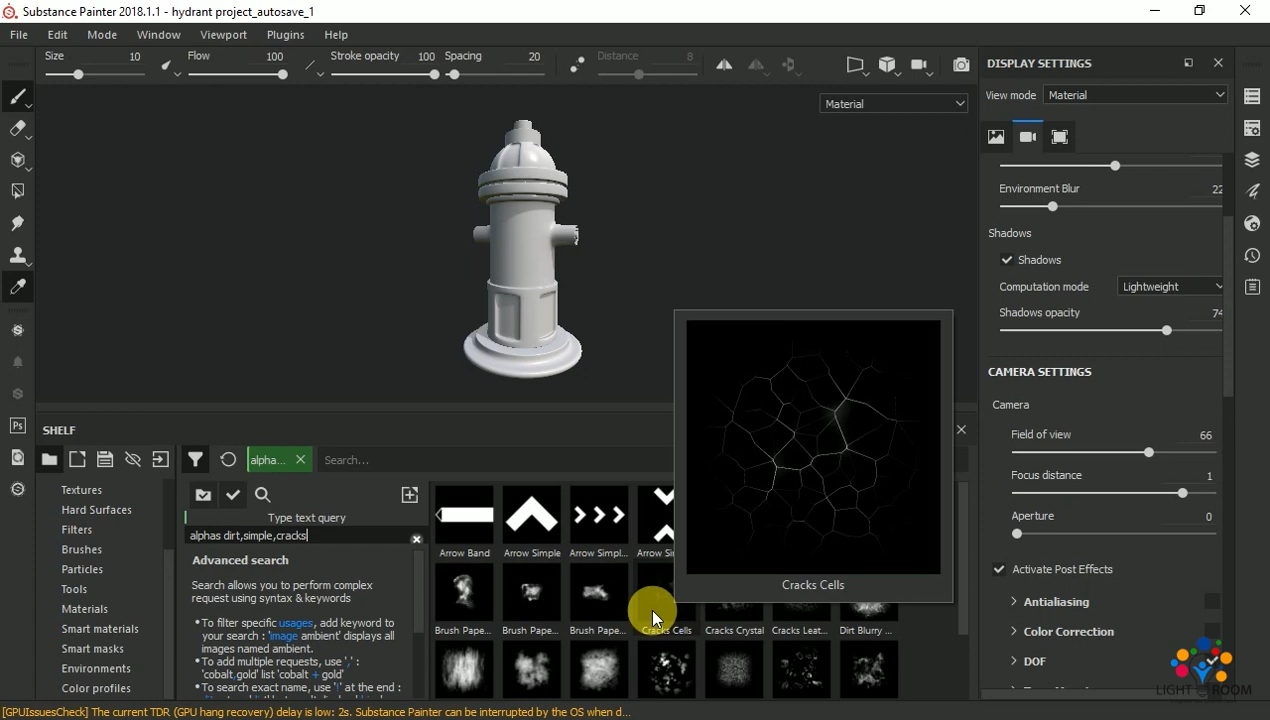 Substance Painter 2018.1.1 - hydrant project_autosave_1
File Edit Mode Window Viewport Plugins Help
Size 10 Flow 100 Stroke opacity 100 Spacing 20 Distance 8
Material
DISPLAY SETTINGS
View mode Material
Environment Blur 22
Shadows
Shadows
Computation mode Lightweight
Shadows opacity 74
CAMERA SETTINGS
Camera
Field of view 66
Focus distance 1
Aperture 0
Activate Post Effects
Antialiasing
Color Correction
DOF
SHELF
alpha...
Search...
Ps
Textures
Hard Surfaces
Filters
Brushes
Particles
Tools
Materials
Smart materials
Smart masks
Environments
Color profiles
Type text query
alphas dirt,simple,cracks
Advanced search
Search allows you to perform complex
request using syntax & keywords
•To filter specific usages, add keyword to
your search : 'image ambient' displays all
images named ambient.
•To add multiple requests, use ',' :
'cobalt,gold' list 'cobalt + gold'
•To search exact name, use '!' at the end :
Arrow Band Arrow Simple Arrow Simpl... Arrow Sim
Brush Pape... Brush Pape... Brush Pape... Cracks Cells Cracks Crystal Cracks Leat... Dirt Blurry ...
Cracks Cells
LIGHT ROOM
[GPUIssuesCheck] The current TDR (GPU hang recovery) delay is low: 2s. Substance Painter can be interrupted by the OS when d...